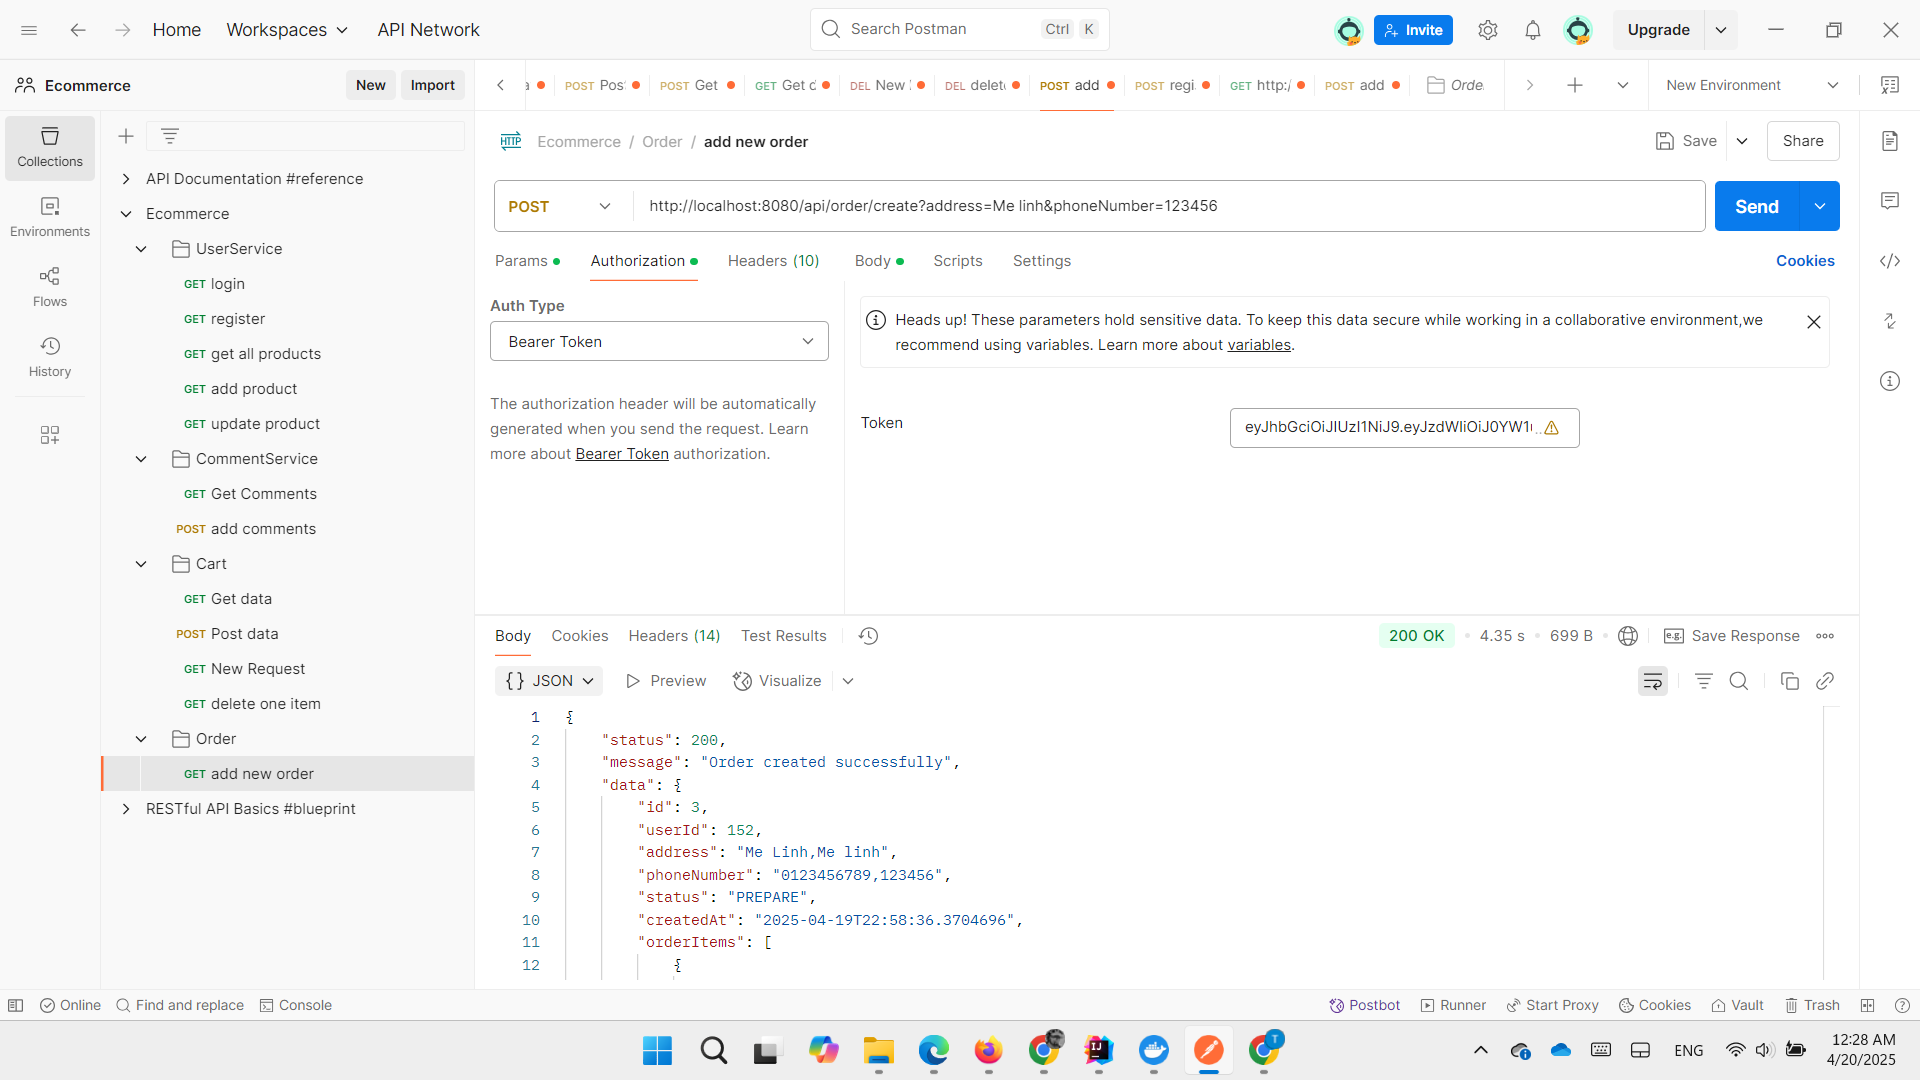 Home
Workspaces
API Network
Search Postman
Ctrl K
Invite
Upgrade
Ecommerce
New
Import
POST Pos
POST Get
GET Get d
DEL New
DEL delet
POST add
POST regi
GET http:/
POST add
Orde
New Environment
Collections
Environments
Flows
History
API Documentation #reference
Ecommerce
UserService
GET login
GET register
GET get all products
GET add product
GET update product
CommentService
GET Get Comments
POST add comments
Cart
GET Get data
POST Post data
GET New Request
GET delete one item
Order
GET add new order
RESTful API Basics #blueprint
HTTP Ecommerce / Order / add new order
Save
Share
POST
http://localhost:8080/api/order/create?address=Me linh&phoneNumber=123456
Send
Params
Authorization
Headers (10)
Body
Scripts
Settings
Cookies
Auth Type
Bearer Token
The authorization header will be automatically
generated when you send the request. Learn
more about Bearer Token authorization.
Heads up! These parameters hold sensitive data. To keep this data secure while working in a collaborative environment,we
recommend using variables. Learn more about variables.
Token
Body
Cookies
Headers (14)
Test Results
200 OK
4.35 s
699 B
e.g. Save Response
{} JSON
Preview
Visualize
1 {
2 "status": 200,
3 "message": "Order created successfully",
4 "data": {
5 "id": 3,
6 "userId": 152,
7 "address": "Me Linh,Me linh",
8 "phoneNumber": "0123456789,123456",
9 "status": "PREPARE",
10 "createdAt": "2025-04-19T22:58:36.3704696",
11 "orderItems": [
12 {
Online
Find and replace
Console
Postbot
Runner
Start Proxy
Cookies
Vault
Trash
ENG
12:28 AM
4/20/2025